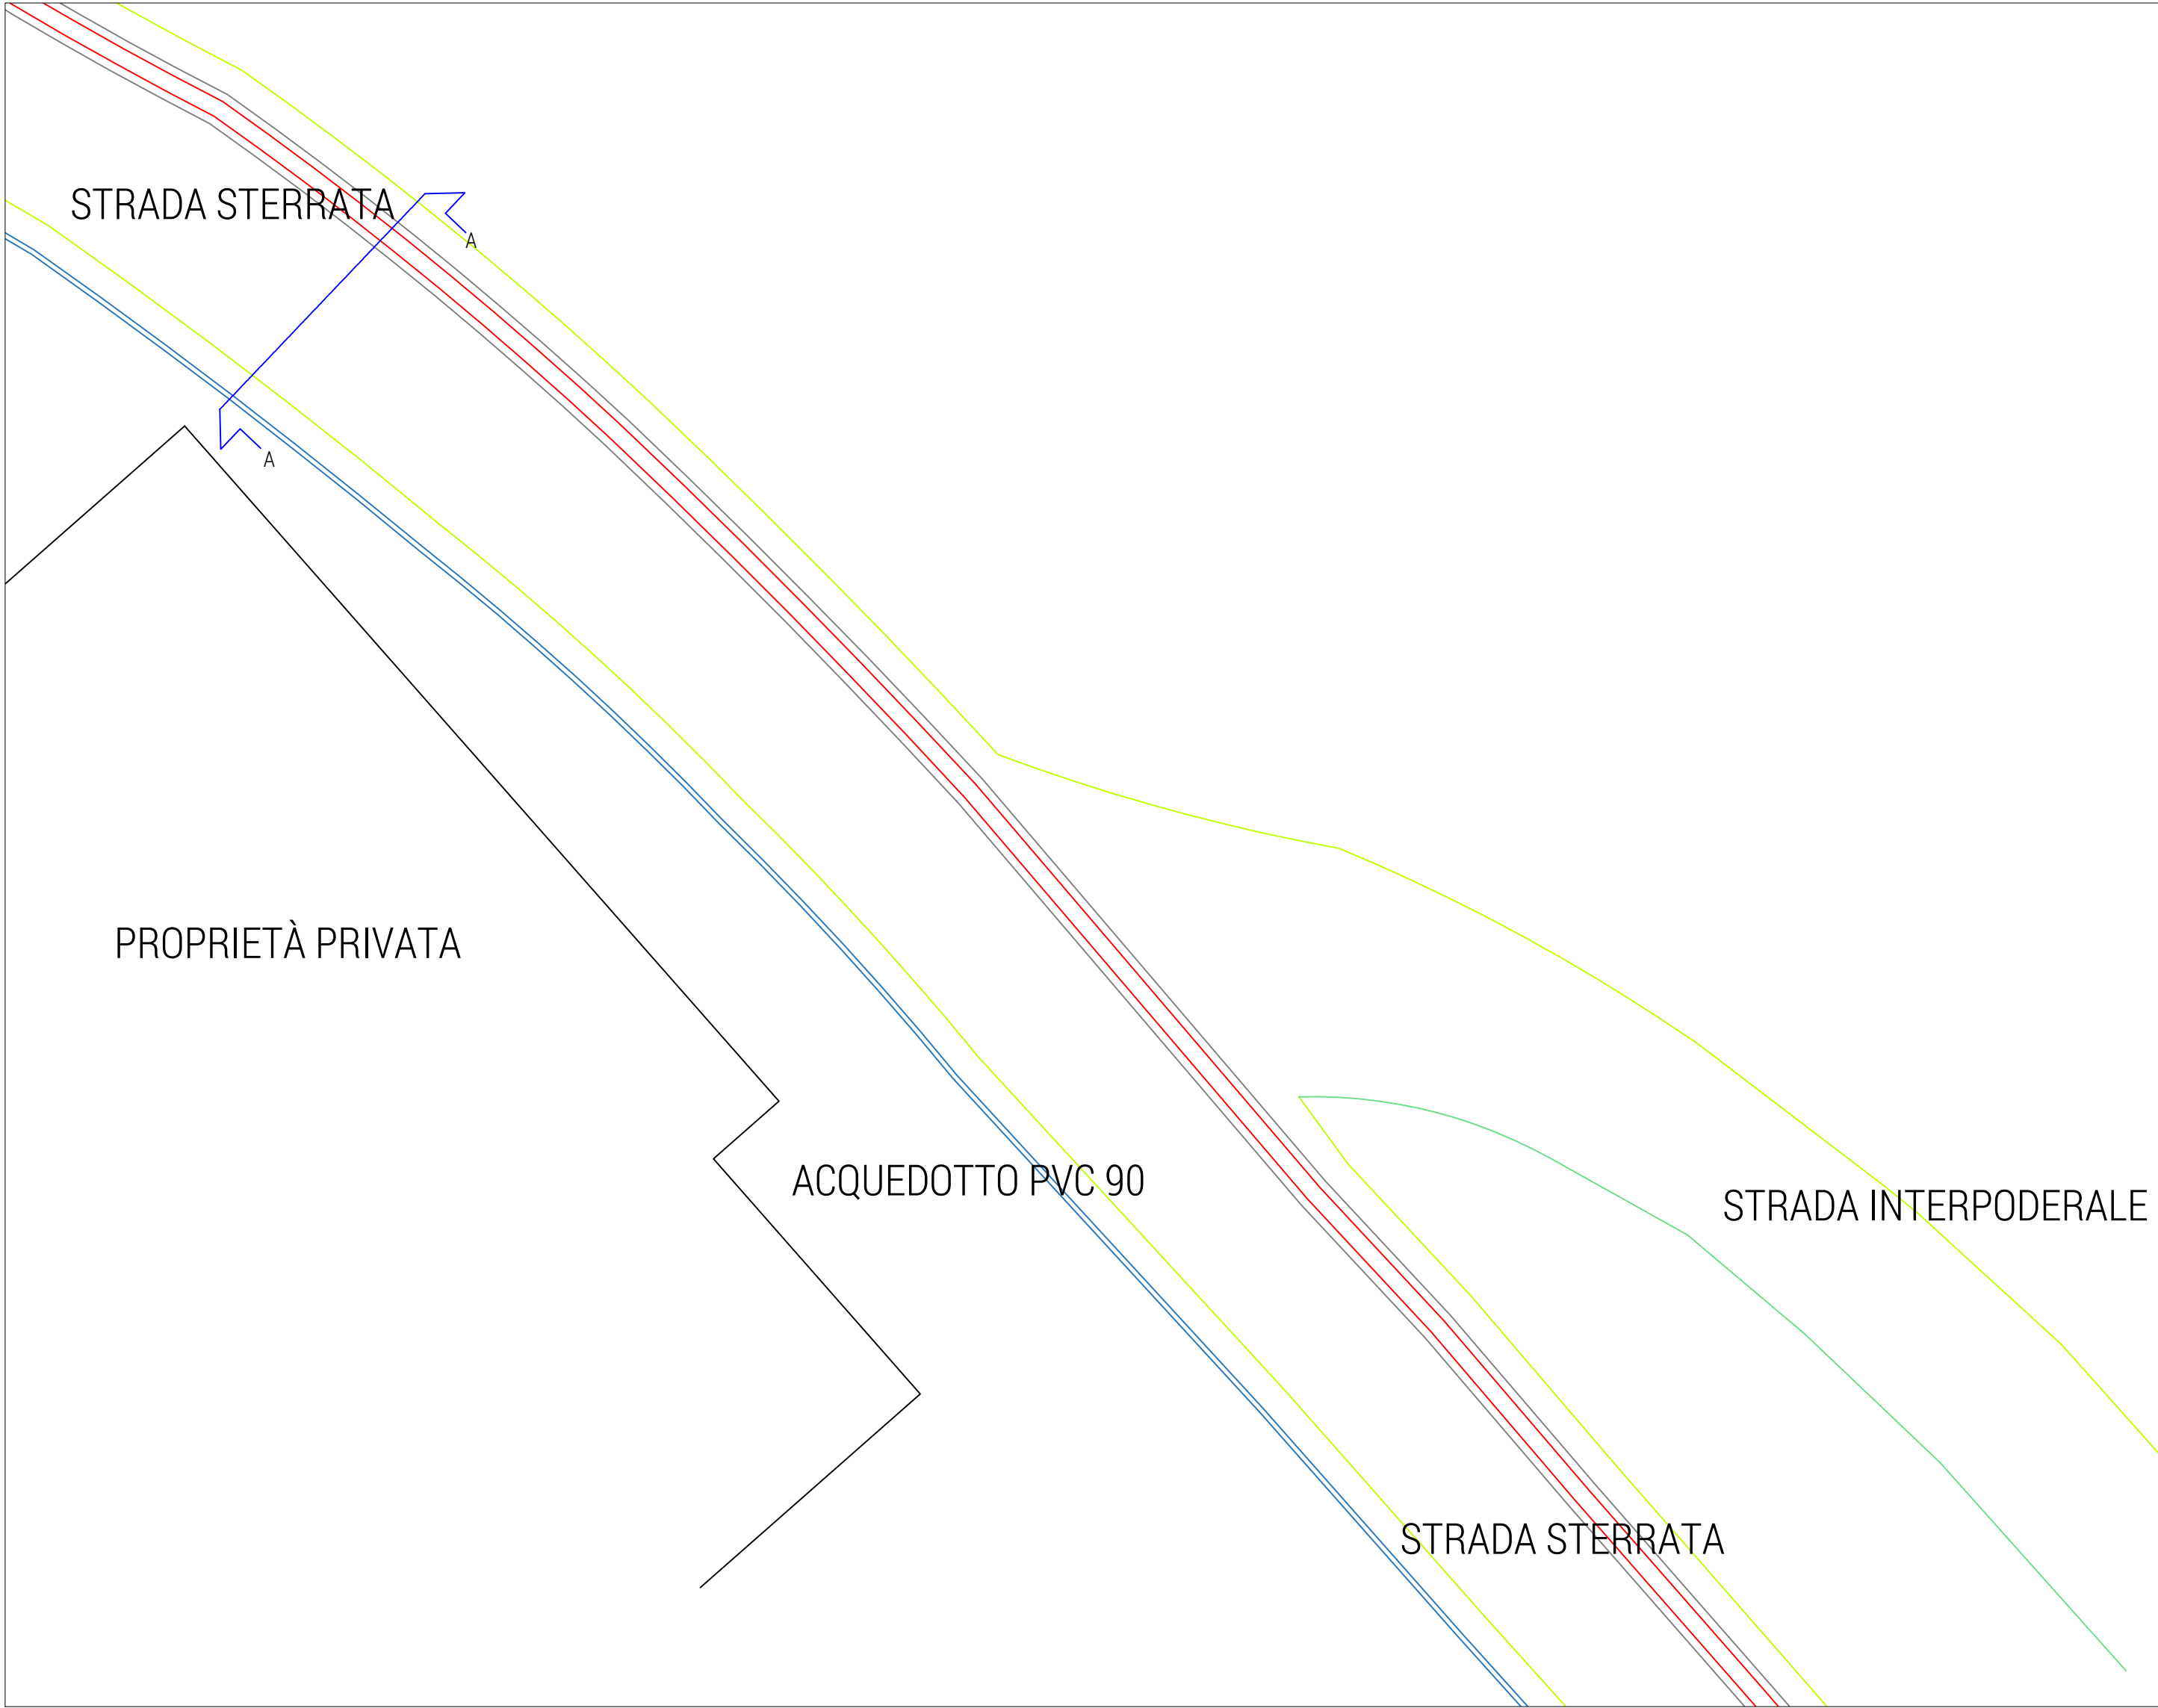 STRADA STERRATA
A
A
PROPRIETÀ PRIVATA
ACQUEDOTTO PVC 90
STRADA INTERPODERALE
STRADA STERRATA